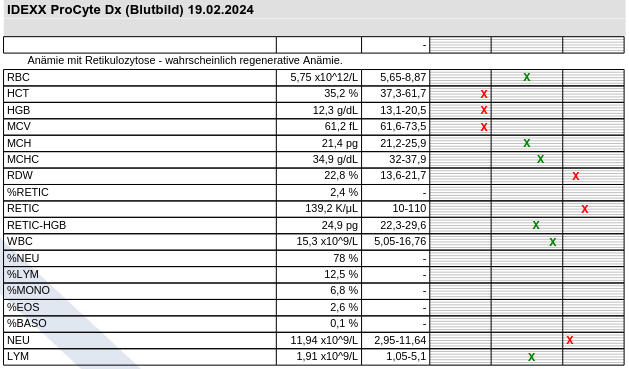 IDEXX ProCyte Dx (Blutbild) 19.02.2024
-
Anämie mit Retikulozytose - wahrscheinlich regenerative Anämie.
RBC 5,75 x10^12/L 5,65-8,87 X
HCT 35,2 % 37,3-61,7 X
HGB 12,3 g/dL 13,1-20,5 X
MCV 61,2 fL 61,6-73,5 X
MCH 21,4 pg 21,2-25,9 X
MCHC 34,9 g/dL 32-37,9 X
RDW 22,8 % 13,6-21,7 X
%RETIC 2,4 % -
RETIC 139,2 K/µL 10-110 X
RETIC-HGB 24,9 pg 22,3-29,6 X
WBC 15,3 x10^9/L 5,05-16,76 X
%NEU 78 % -
%LYM 12,5 % -
%MONO 6,8 % -
%EOS 2,6 % -
%BASO 0,1 % -
NEU 11,94 x10^9/L 2,95-11,64 X
LYM 1,91 x10^9/L 1,05-5,1 X